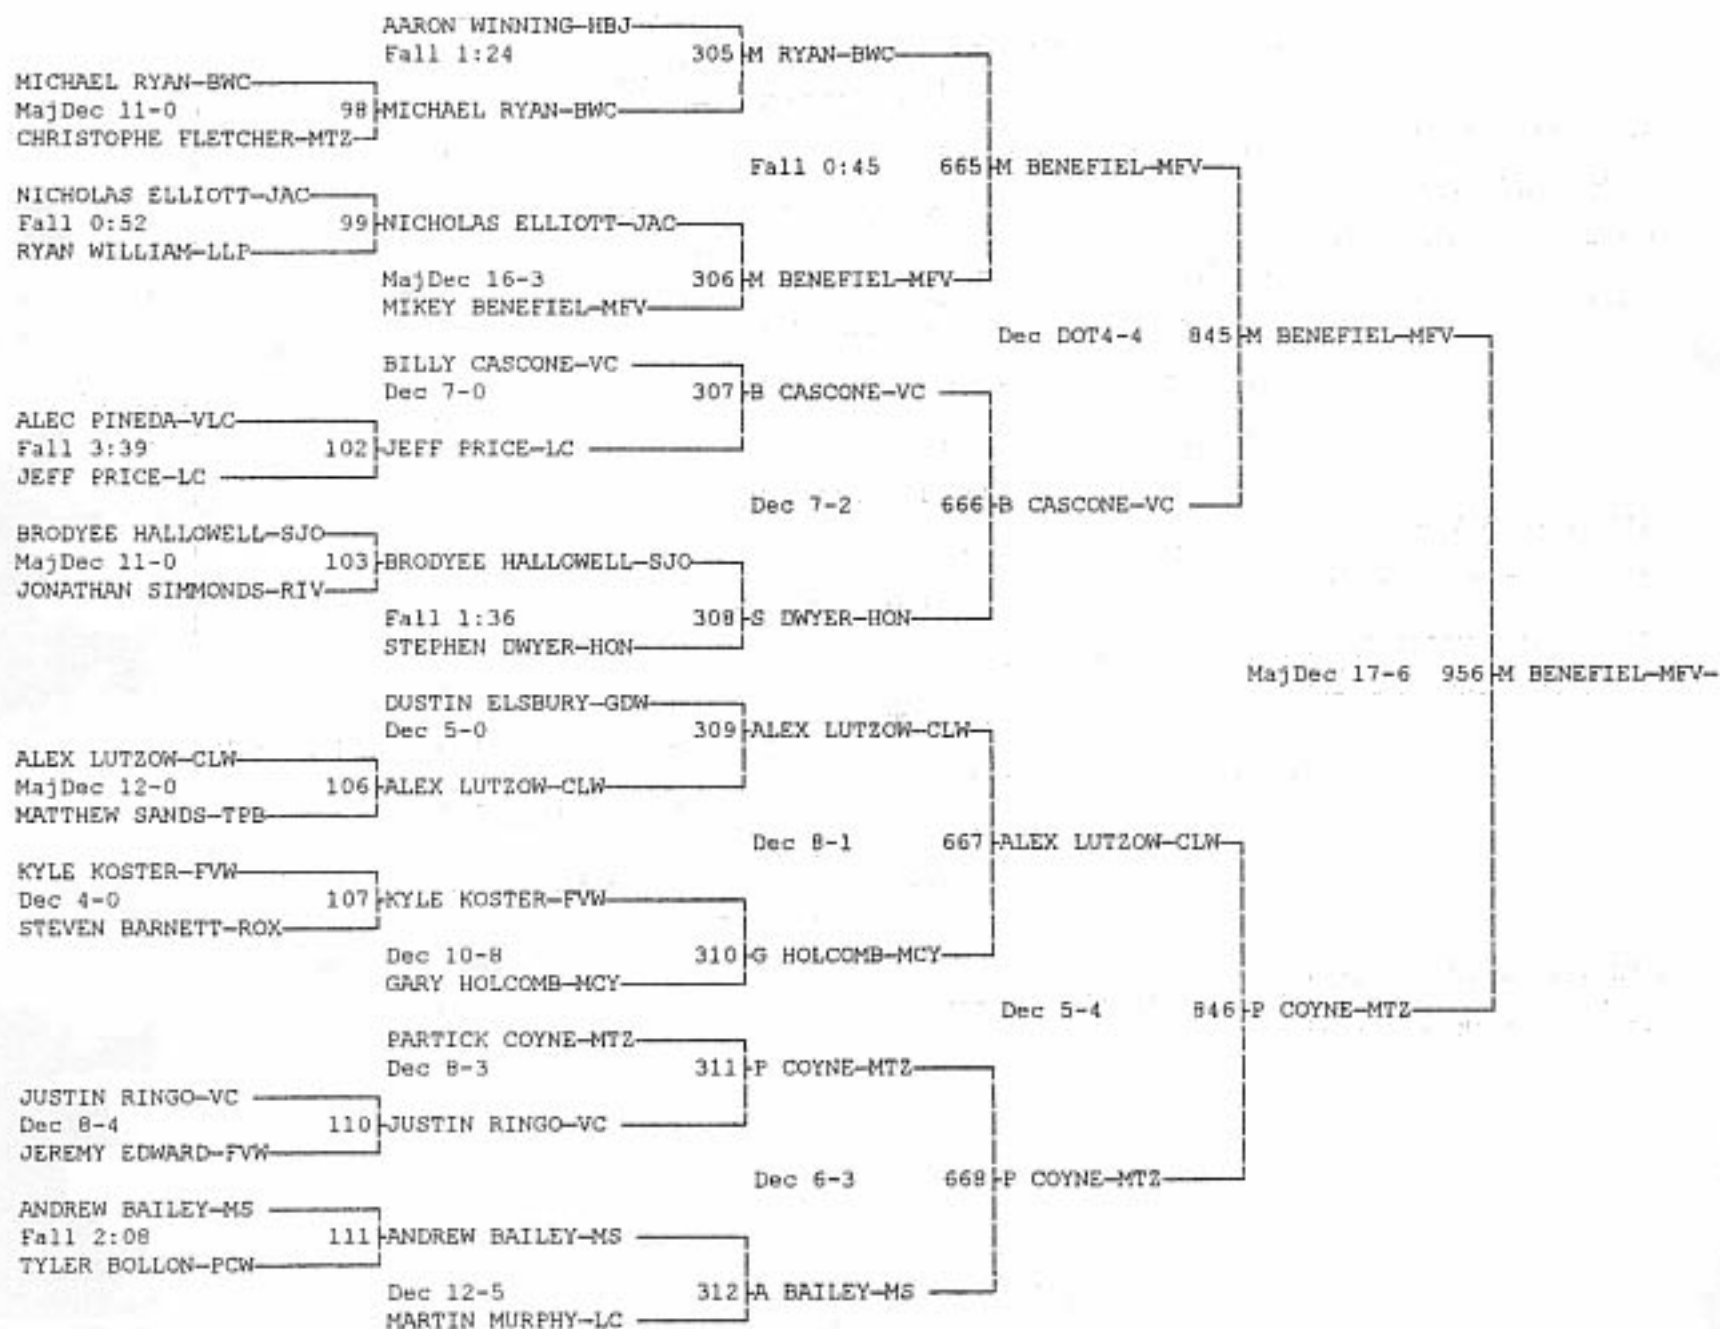 AARON WINNING-HBJ
Fall 1:24 305 M RYAN-BWC
MICHAEL RYAN-BWC
MajDec 11-0 98 MICHAEL RYAN-BWC
CHRISTOPHE FLETCHER-MTZ
Fall 0:45 665 M BENEFIEL-MFV
NICHOLAS ELLIOTT-JAC
Fall 0:52 99 NICHOLAS ELLIOTT-JAC
RYAN WILLIAM-LLP
MajDec 16-3 306 M BENEFIEL-MFV
MIKEY BENEFIEL-MFV
Dec DOT4-4 845 M BENEFIEL-MFV
BILLY CASCONE-VC
Dec 7-0 307 B CASCONE-VC
ALEC PINEDA-VLC
Fall 3:39 102 JEFF PRICE-LC
JEFF PRICE-LC
Dec 7-2 666 B CASCONE-VC
BRODYEE HALLOWELL-SJO
MajDec 11-0 103 BRODYEE HALLOWELL-SJO
JONATHAN SIMMONDS-RIV
Fall 1:36 308 S DWYER-HON
STEPHEN DWYER-HON
MajDec 17-6 956 M BENEFIEL-MFV
DUSTIN ELSBURY-GDW
Dec 5-0 309 ALEX LUTZOW-CLW
ALEX LUTZOW-CLW
MajDec 12-0 106 ALEX LUTZOW-CLW
MATTHEW SANDS-TPB
Dec 8-1 667 ALEX LUTZOW-CLW
KYLE KOSTER-FVW
Dec 4-0 107 KYLE KOSTER-FVW
STEVEN BARNETT-ROX
Dec 10-8 310 G HOLCOMB-MCY
GARY HOLCOMB-MCY
Dec 5-4 846 P COYNE-MTZ
PARTICK COYNE-MTZ
Dec 8-3 311 P COYNE-MTZ
JUSTIN RINGO-VC
Dec 8-4 110 JUSTIN RINGO-VC
JEREMY EDWARD-FVW
Dec 6-3 668 P COYNE-MTZ
ANDREW BAILEY-MS
Fall 2:08 111 ANDREW BAILEY-MS
TYLER BOLLON-PCW
Dec 12-5 312 A BAILEY-MS
MARTIN MURPHY-LC